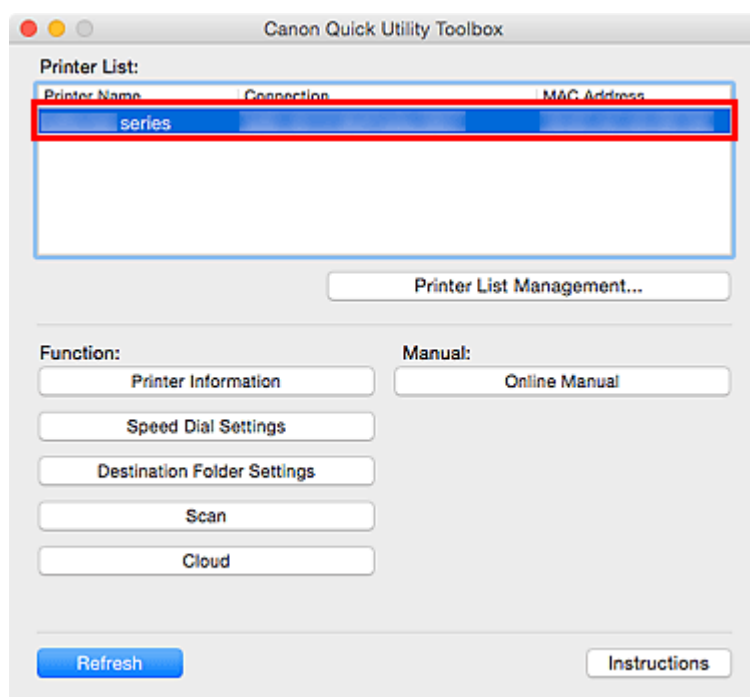 Canon Quick Utility Toolbox
Printer List:
Printer Name Connection MAC Address
series
Printer List Management...
Function: Manual:
Printer Information Online Manual
Speed Dial Settings
Destination Folder Settings
Scan
Cloud
Refresh Instructions